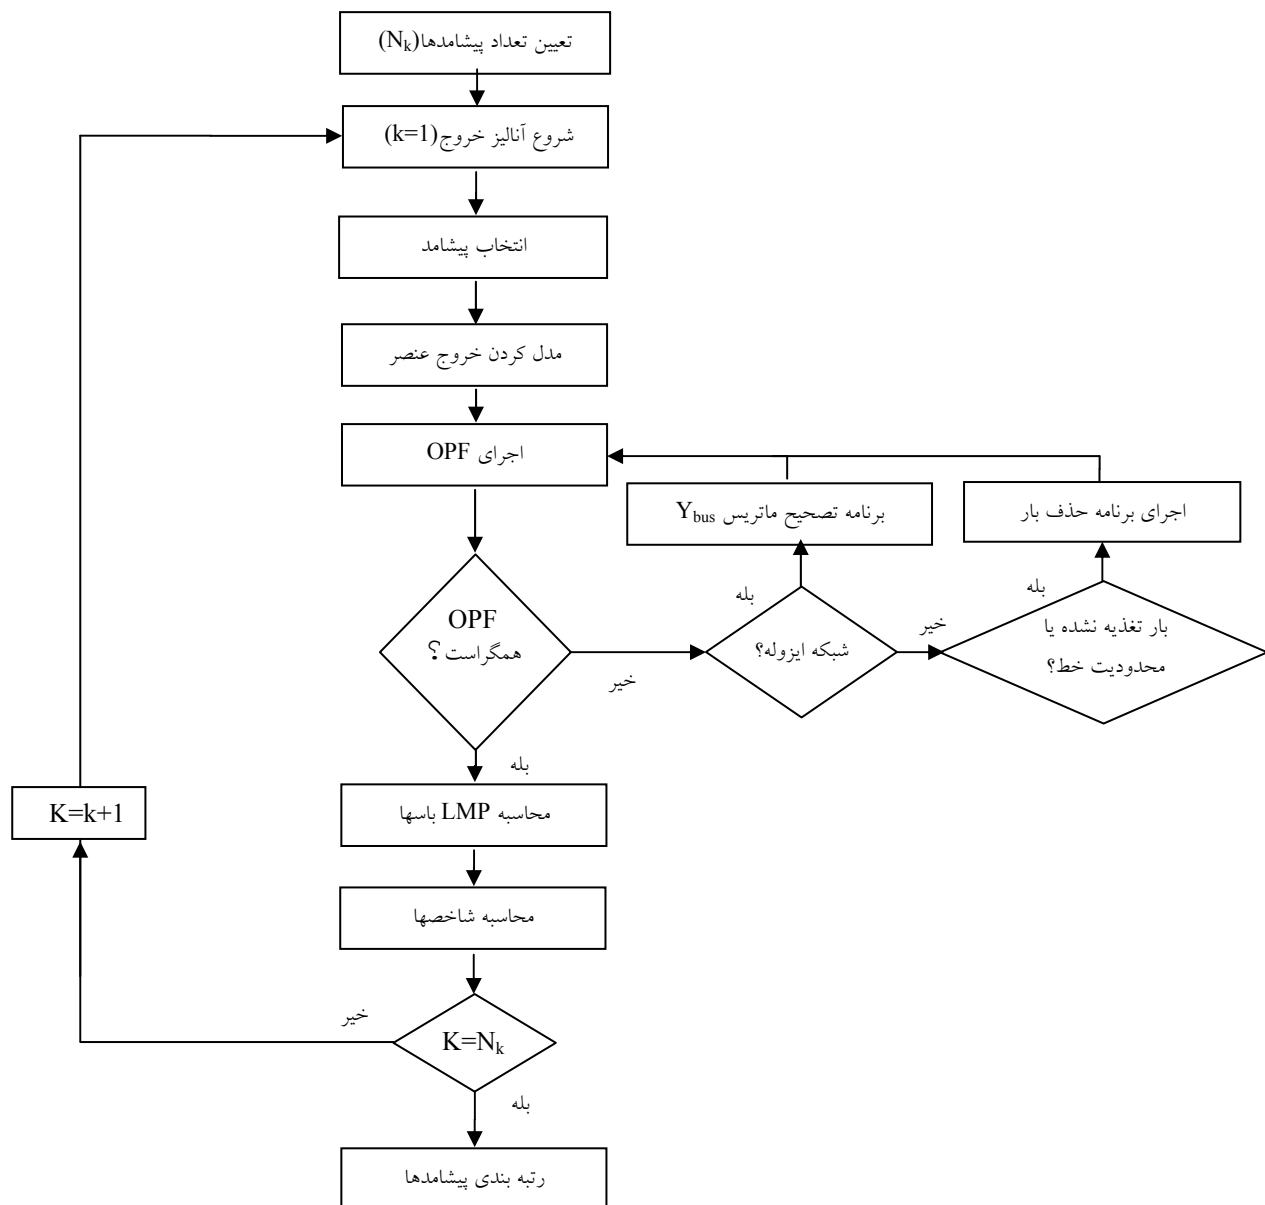 تعیین تعداد پیشامدها(Nk)
شروع آنالیز خروج(k=1)
انتخاب پیشامد
مدل کردن خروج عنصر
اجرای OPF
برنامه تصحیح ماتریس Ybus
اجرای برنامه حذف بار
بله
بله
OPF
همگراست؟
خیر
شبکه ایزوله؟
خیر
بار تغذیه نشده یا
محدودیت خط؟
بله
محاسبه LMP باسها
K=k+1
محاسبه شاخصها
خیر
K=Nk
بله
رتبه بندی پیشامدها